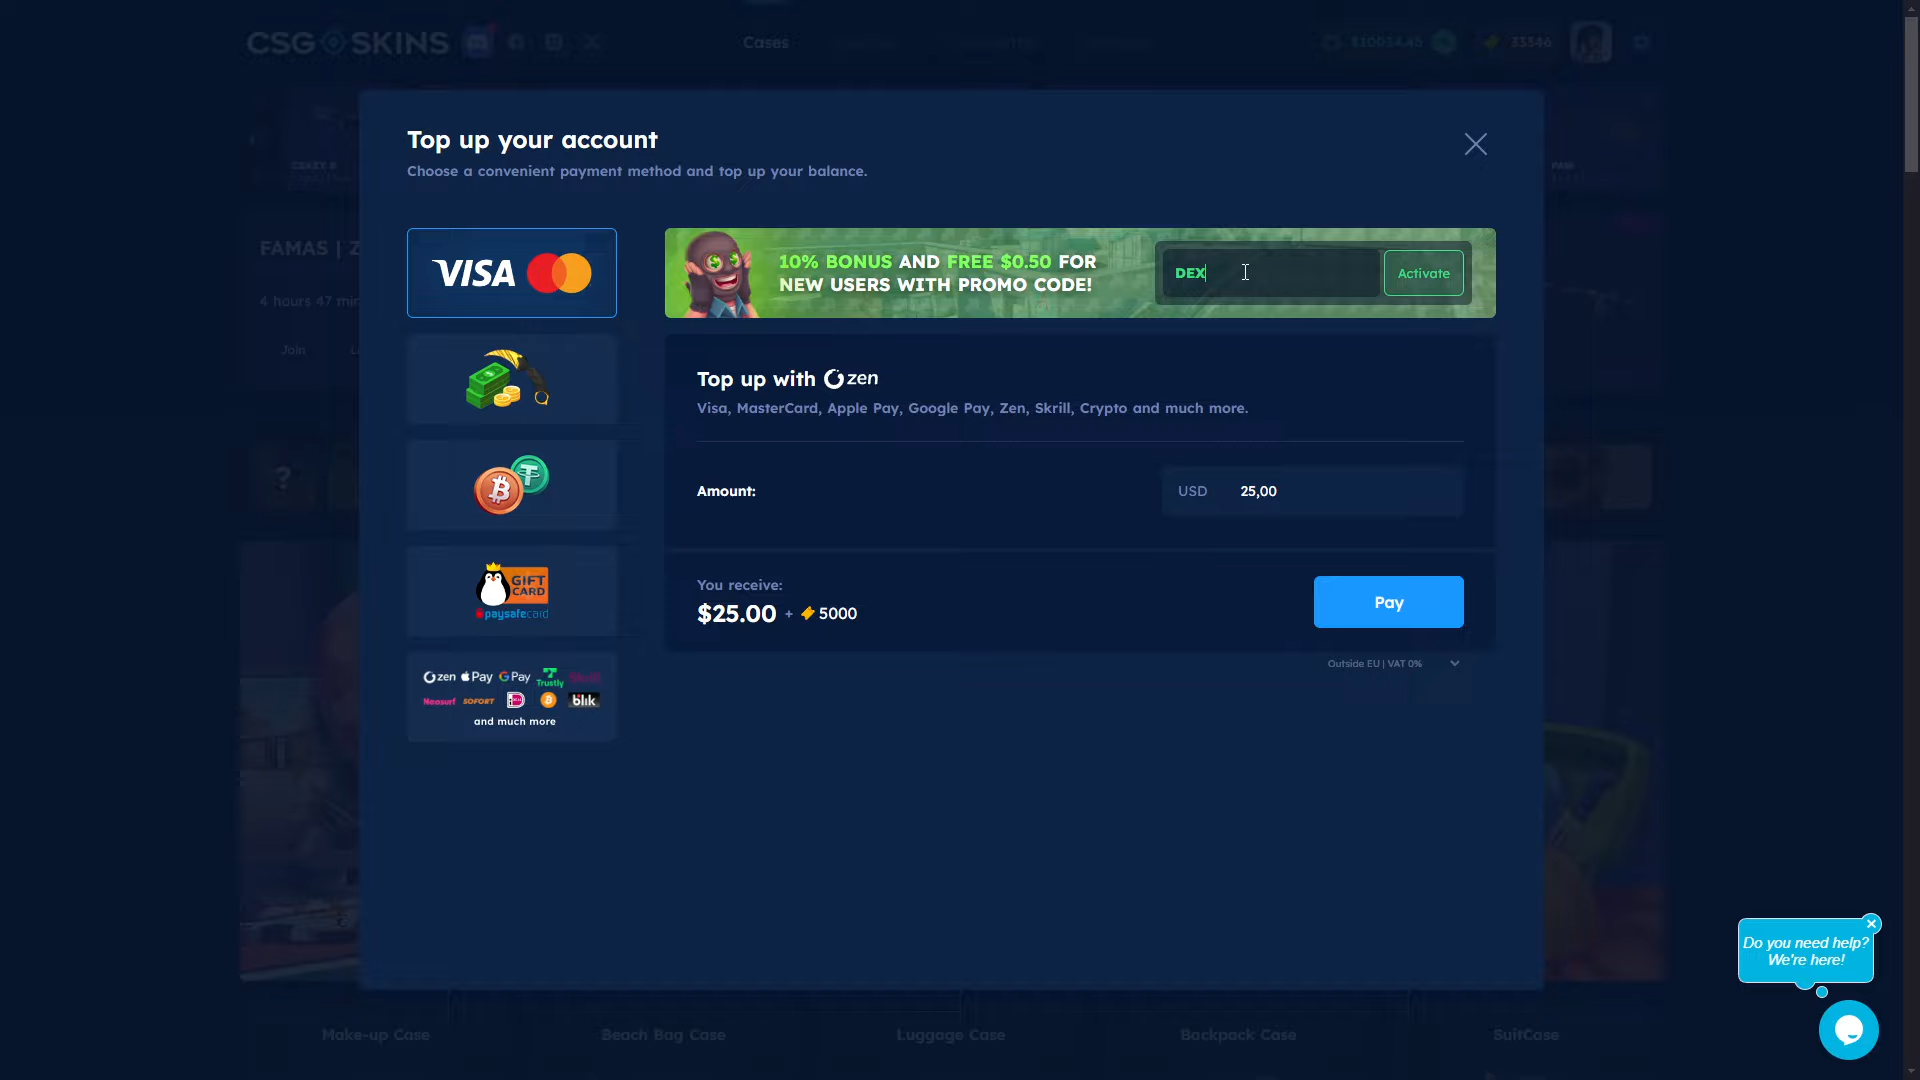 CSG SKINS
Cases
33346
Top up your account
Choose a convenient payment method and top up your balance.
FAMAS | Z
4 hours 47 min
Join
VISA
10% BONUS AND FREE $0.50 FOR
NEW USERS WITH PROMO CODE!
DEX
Activate
Top up with zen
Visa, MasterCard, Apple Pay, Google Pay, Zen, Skrill, Crypto and much more.
Amount:
USD 25,00
You receive:
$25.00 + 5000
Pay
Outside EU | VAT 0%
GIFT
CARD
paysafecard
zen Pay G Pay Trustly Skrill
Neosurf SOFORT blik
and much more
Do you need help?
We're here!
Make-up Case
Beach Bag Case
Luggage Case
Backpack Case
SuitCase